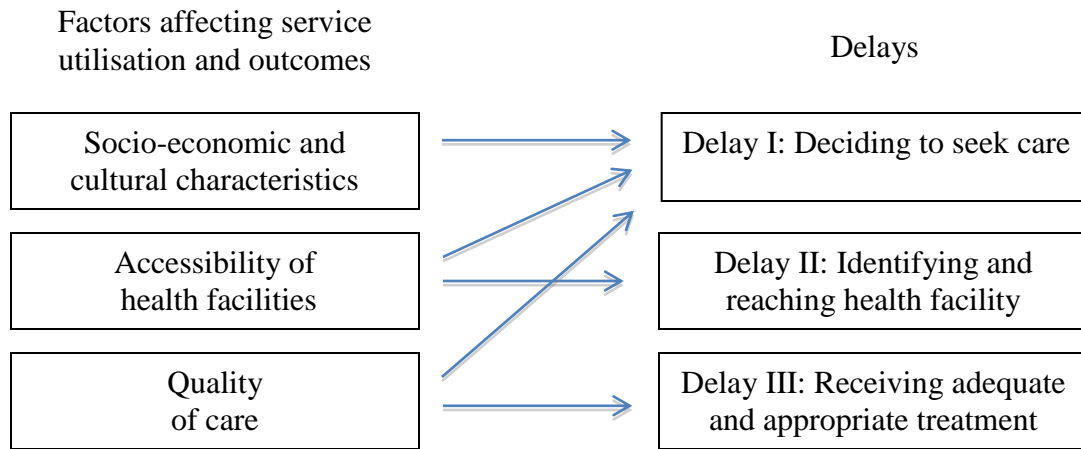 Factors affecting service
utilisation and outcomes
Delays
Socio-economic and
cultural characteristics
Delay I: Deciding to seek care
Accessibility of
health facilities
Delay II: Identifying and
reaching health facility
Quality
of care
Delay III: Receiving adequate
and appropriate treatment